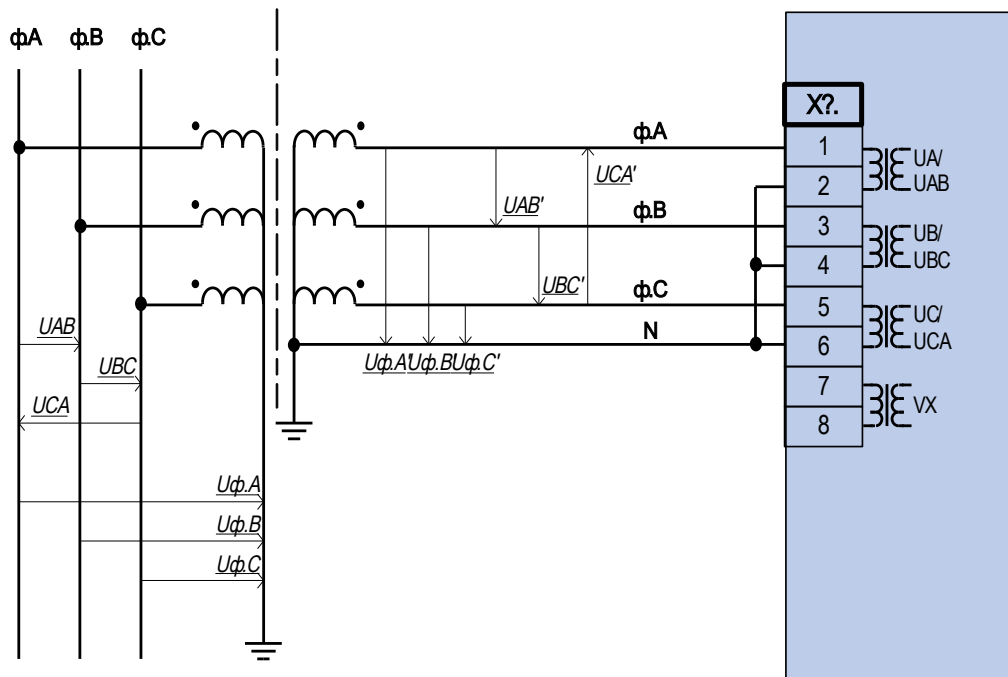 ф.А ф.В ф.С
Х?.
ф.А
1
UA/
UAB
UCA'
2
UAB'
ф.В
3
UB/
UBC
4
UBC'
ф.С
5
UC/
UCA
N
6
UAB
Uф.А' Uф.В' Uф.С'
UBC
7
VX
UCA
8
Uф.А
Uф.В
Uф.С